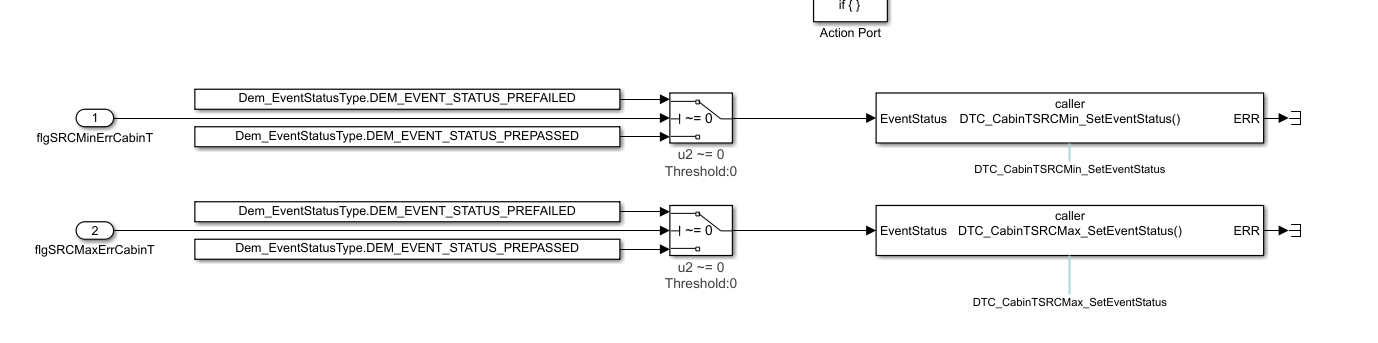 if { }
Action Port
Dem_EventStatusType.DEM_EVENT_STATUS_PREFAILED
1
~= 0
flgSRCMinErrCabinT
Dem_EventStatusType.DEM_EVENT_STATUS_PREPASSED
u2 ~= 0
Threshold:0
caller
EventStatus DTC_CabinTSRCMin_SetEventStatus() ERR
DTC_CabinTSRCMin_SetEventStatus
Dem_EventStatusType.DEM_EVENT_STATUS_PREFAILED
2
~= 0
flgSRCMaxErrCabinT
Dem_EventStatusType.DEM_EVENT_STATUS_PREPASSED
u2 ~= 0
Threshold:0
caller
EventStatus DTC_CabinTSRCMax_SetEventStatus() ERR
DTC_CabinTSRCMax_SetEventStatus